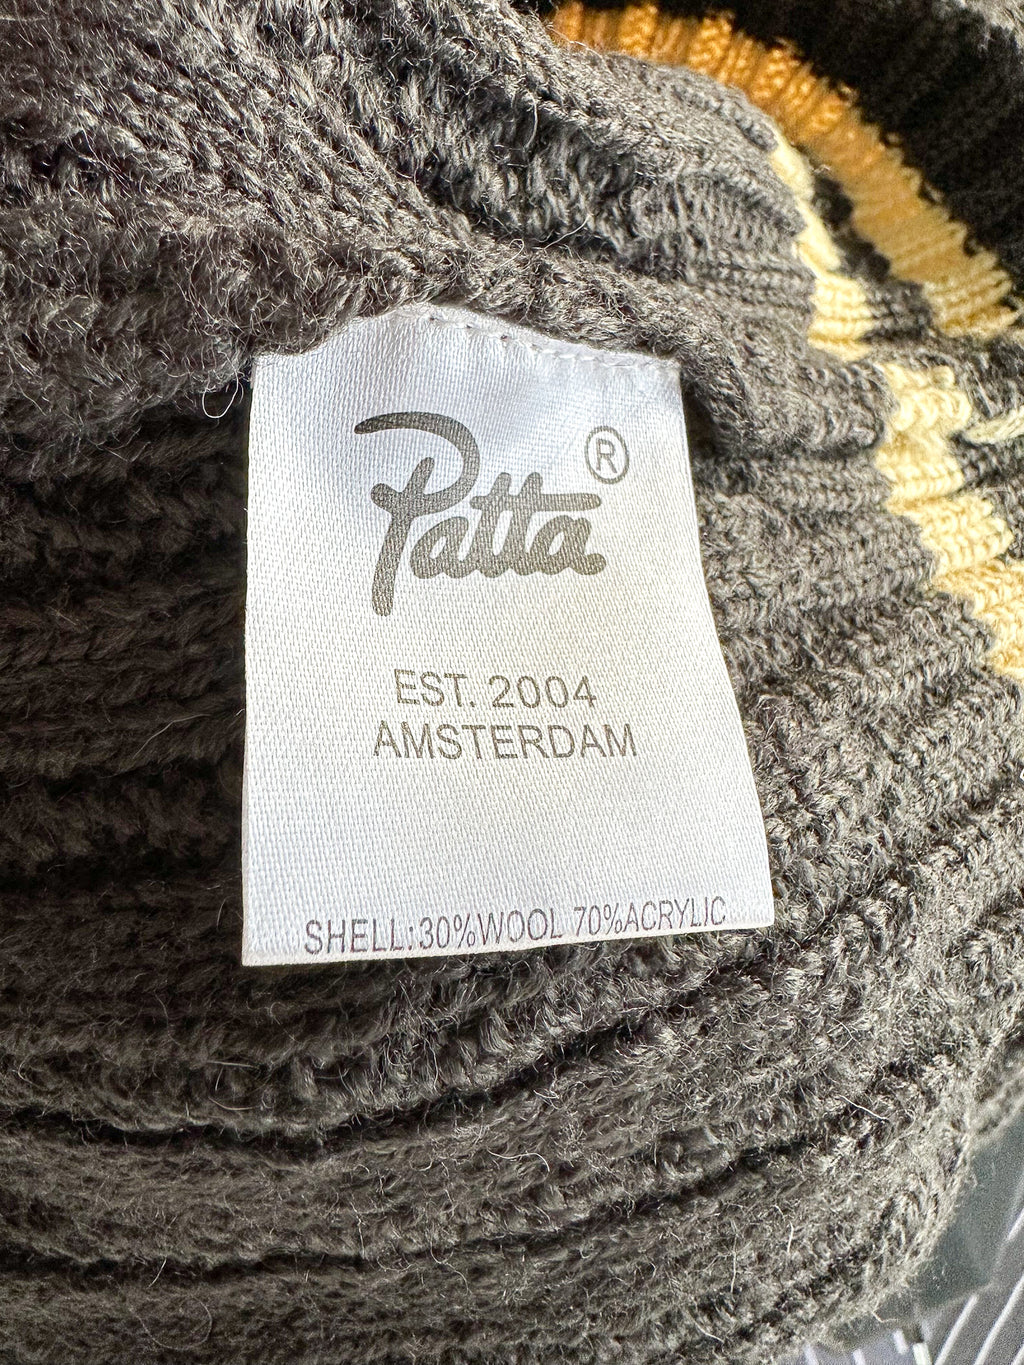 Patta®
EST. 2004
AMSTERDAM
SHELL:30%WOOL 70%ACRYLIC